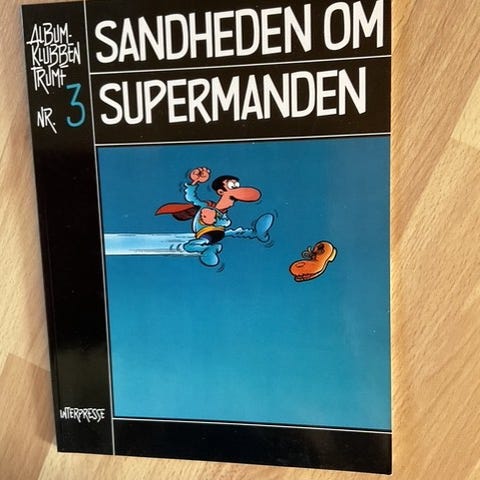 ALBUM-
KLUBBEN
TRUMF
NR. 3
SANDHEDEN OM
SUPERMANDEN
INTERPRESSE